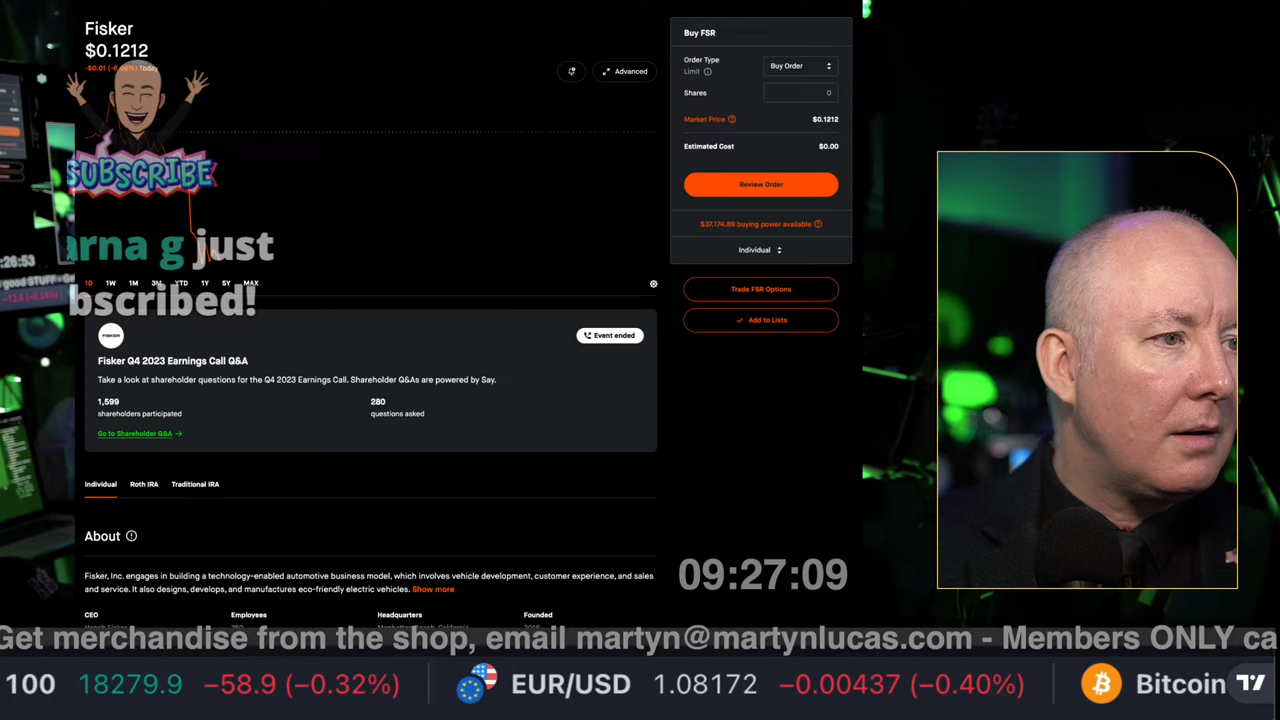 Fisker
$0.1212
Today
Advanced
SUBSCRIBE
arna g just
bscribed!
:26:53
good STUFF - Ge
1D 1W 1M 3M YTD 1Y 5Y MAX
FISKER
Event ended
Fisker Q4 2023 Earnings Call Q&A
Take a look at shareholder questions for the Q4 2023 Earnings Call. Shareholder Q&As are powered by Say.
1,599
shareholders participated
280
questions asked
Go to Shareholder Q&A →
Individual Roth IRA Traditional IRA
About
Fisker, Inc. engages in building a technology-enabled automotive business model, which involves vehicle development, customer experience, and sales
and service. It also designs, develops, and manufactures eco-friendly electric vehicles. Show more
CEO Employees Headquarters Founded
Buy FSR
Order Type
Limit
Buy Order
Shares 0
Market Price $0.1212
Estimated Cost $0.00
Review Order
$37,174.89 buying power available
Individual
Trade FSR Options
Add to Lists
09:27:09
Get merchandise from the shop, email martyn@martynlucas.com - Members ONLY ca
100 18279.9 −58.9 (−0.32%) EUR/USD 1.08172 −0.00437 (−0.40%) Bitcoin